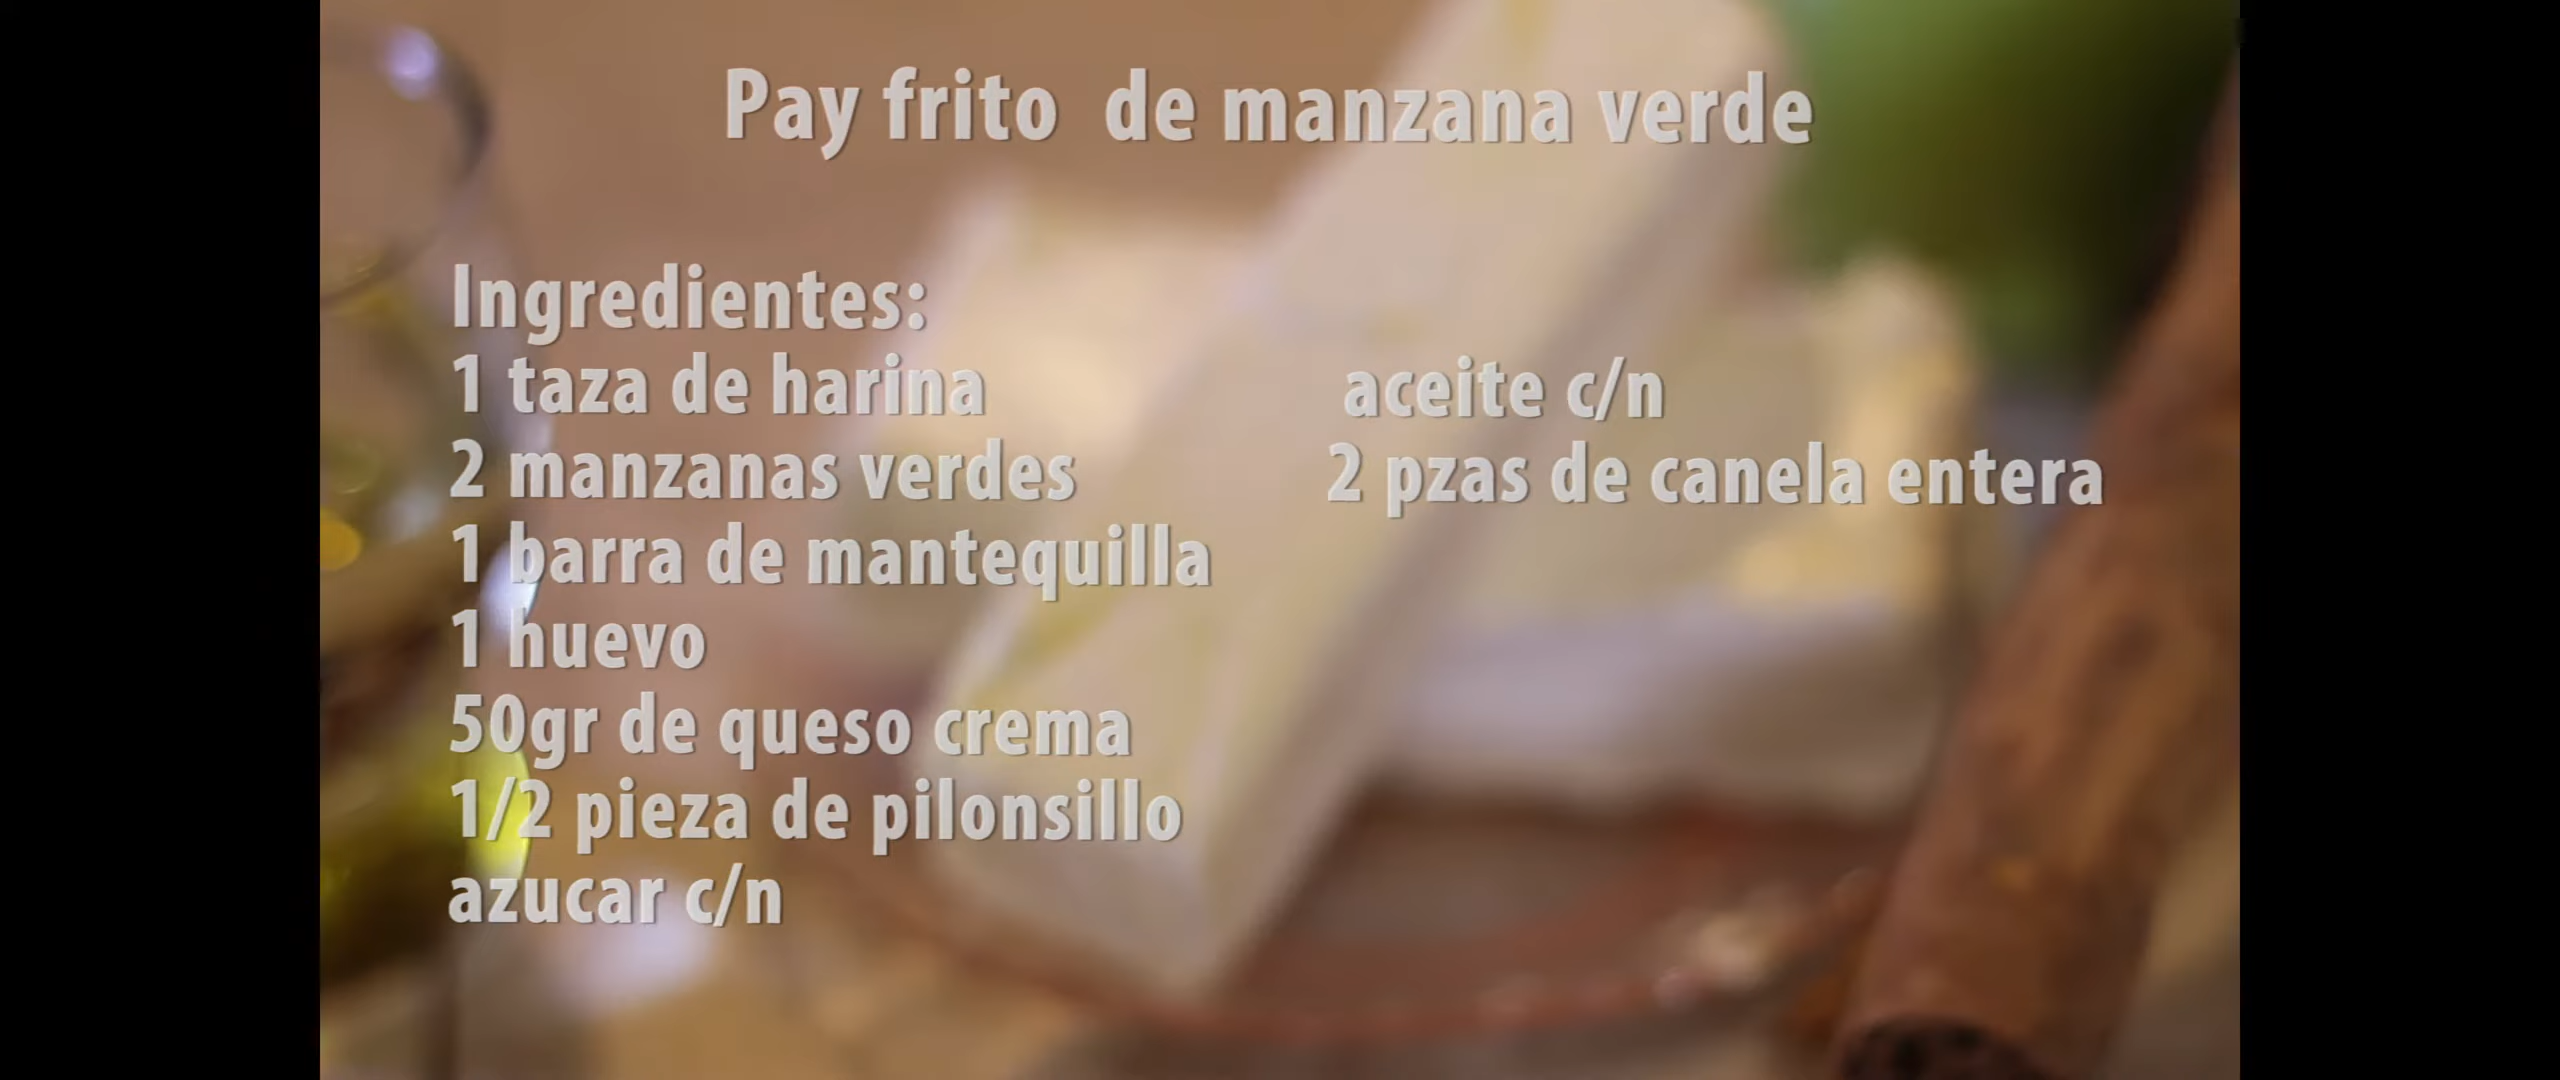 Pay frito de manzana verde
Ingredientes:
1 taza de harina
2 manzanas verdes
1 barra de mantequilla
1 huevo
50gr de queso crema
1/2 pieza de pilonsillo
azucar c/n
aceite c/n
2 pzas de canela entera